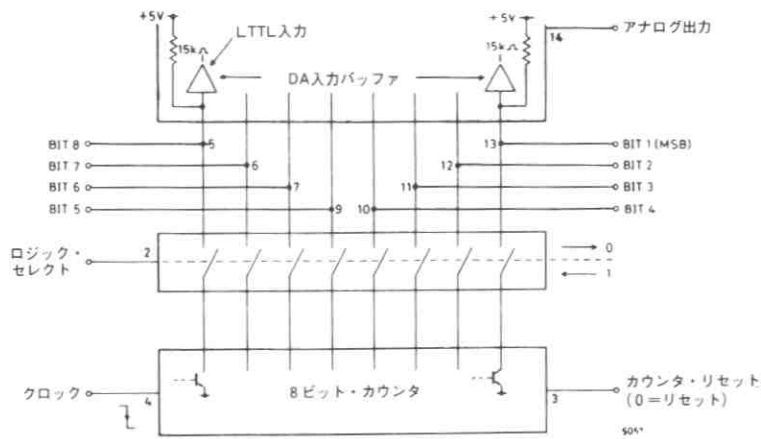 +5V
+5V
LTTL入力
15k
15k
14
アナログ出力
DA入力バッファ
BIT 8
5
13
BIT 1 (MSB)
BIT 7
6
12
BIT 2
BIT 6
7
11
BIT 3
BIT 5
9
10
BIT 4
ロジック・
セレクト
2
0
1
クロック
4
8ビット・カウンタ
3
カウンタ・リセット
(0=リセット)